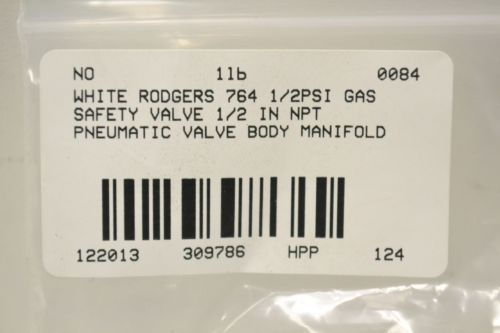 NO 1lb 0084
WHITE RODGERS 764 1/2PSI GAS
SAFETY VALVE 1/2 IN NPT
PNEUMATIC VALVE BODY MANIFOLD
122013 309786 HPP 124